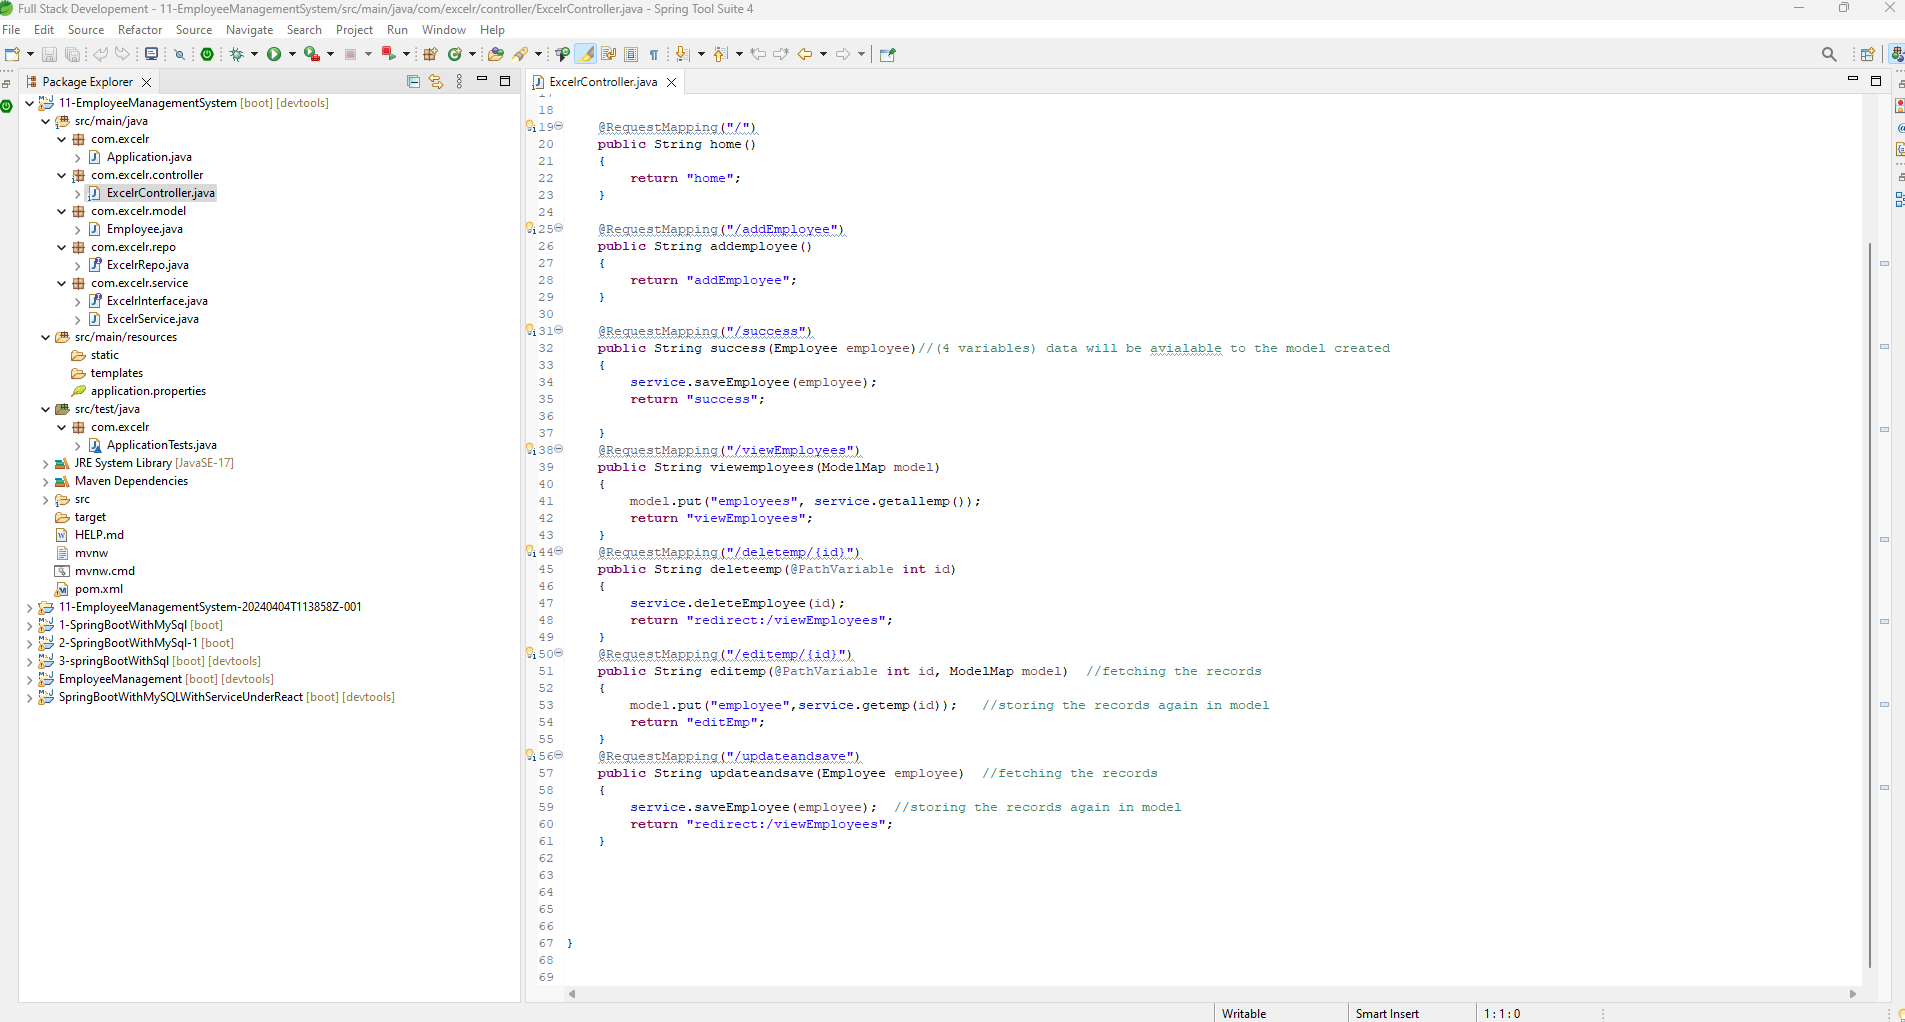 Full Stack Developement - 11-EmployeeManagementSystem/src/main/java/com/excelr/controller/ExcelrController.java - Spring Tool Suite 4
File Edit Source Refactor Source Navigate Search Project Run Window Help
Package Explorer
11-EmployeeManagementSystem [boot] [devtools]
src/main/java
com.excelr
Application.java
com.excelr.controller
ExcelrController.java
com.excelr.model
Employee.java
com.excelr.repo
ExcelrRepo.java
com.excelr.service
ExcelrInterface.java
ExcelrService.java
src/main/resources
static
templates
application.properties
src/test/java
com.excelr
ApplicationTests.java
JRE System Library [JavaSE-17]
Maven Dependencies
src
target
HELP.md
mvnw
mvnw.cmd
pom.xml
11-EmployeeManagementSystem-20240404T113858Z-001
1-SpringBootWithMySql [boot]
2-SpringBootWithMySql-1 [boot]
3-springBootWithSql [boot] [devtools]
EmployeeManagement [boot] [devtools]
SpringBootWithMySQLWithServiceUnderReact [boot] [devtools]
ExcelrController.java
18
19 @RequestMapping("/")
20 public String home()
21 {
22 return "home";
23 }
24
25 @RequestMapping("/addEmployee")
26 public String addemployee()
27 {
28 return "addEmployee";
29 }
30
31 @RequestMapping("/success")
32 public String success(Employee employee)//(4 variables) data will be avialable to the model created
33 {
34 service.saveEmployee(employee);
35 return "success";
36
37 }
38 @RequestMapping("/viewEmployees")
39 public String viewemployees(ModelMap model)
40 {
41 model.put("employees", service.getallemp());
42 return "viewEmployees";
43 }
44 @RequestMapping("/deletemp/{id}")
45 public String deleteemp(@PathVariable int id)
46 {
47 service.deleteEmployee(id);
48 return "redirect:/viewEmployees";
49 }
50 @RequestMapping("/editemp/{id}")
51 public String editemp(@PathVariable int id, ModelMap model) //fetching the records
52 {
53 model.put("employee",service.getemp(id)); //storing the records again in model
54 return "editEmp";
55 }
56 @RequestMapping("/updateandsave")
57 public String updateandsave(Employee employee) //fetching the records
58 {
59 service.saveEmployee(employee); //storing the records again in model
60 return "redirect:/viewEmployees";
61 }
62
63
64
65
66
67 }
68
69
Writable Smart Insert 1 : 1 : 0